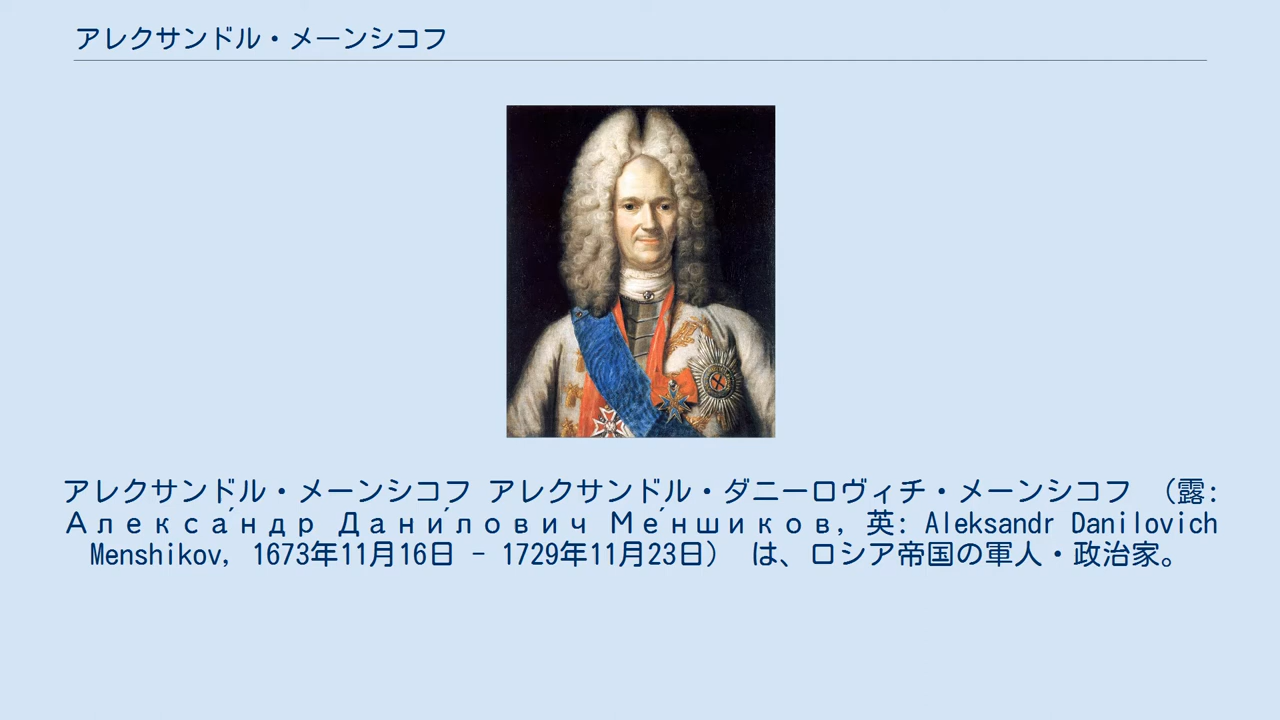 アレクサンドル・メーンシコフ
アレクサンドル・メーンシコフ アレクサンドル・ダニーロヴィチ・メーンシコフ （露:
Алекса́ндр Дани́лович Ме́ншиков, 英: Aleksandr Danilovich
Menshikov, 1673年11月16日 - 1729年11月23日） は、ロシア帝国の軍人・政治家。